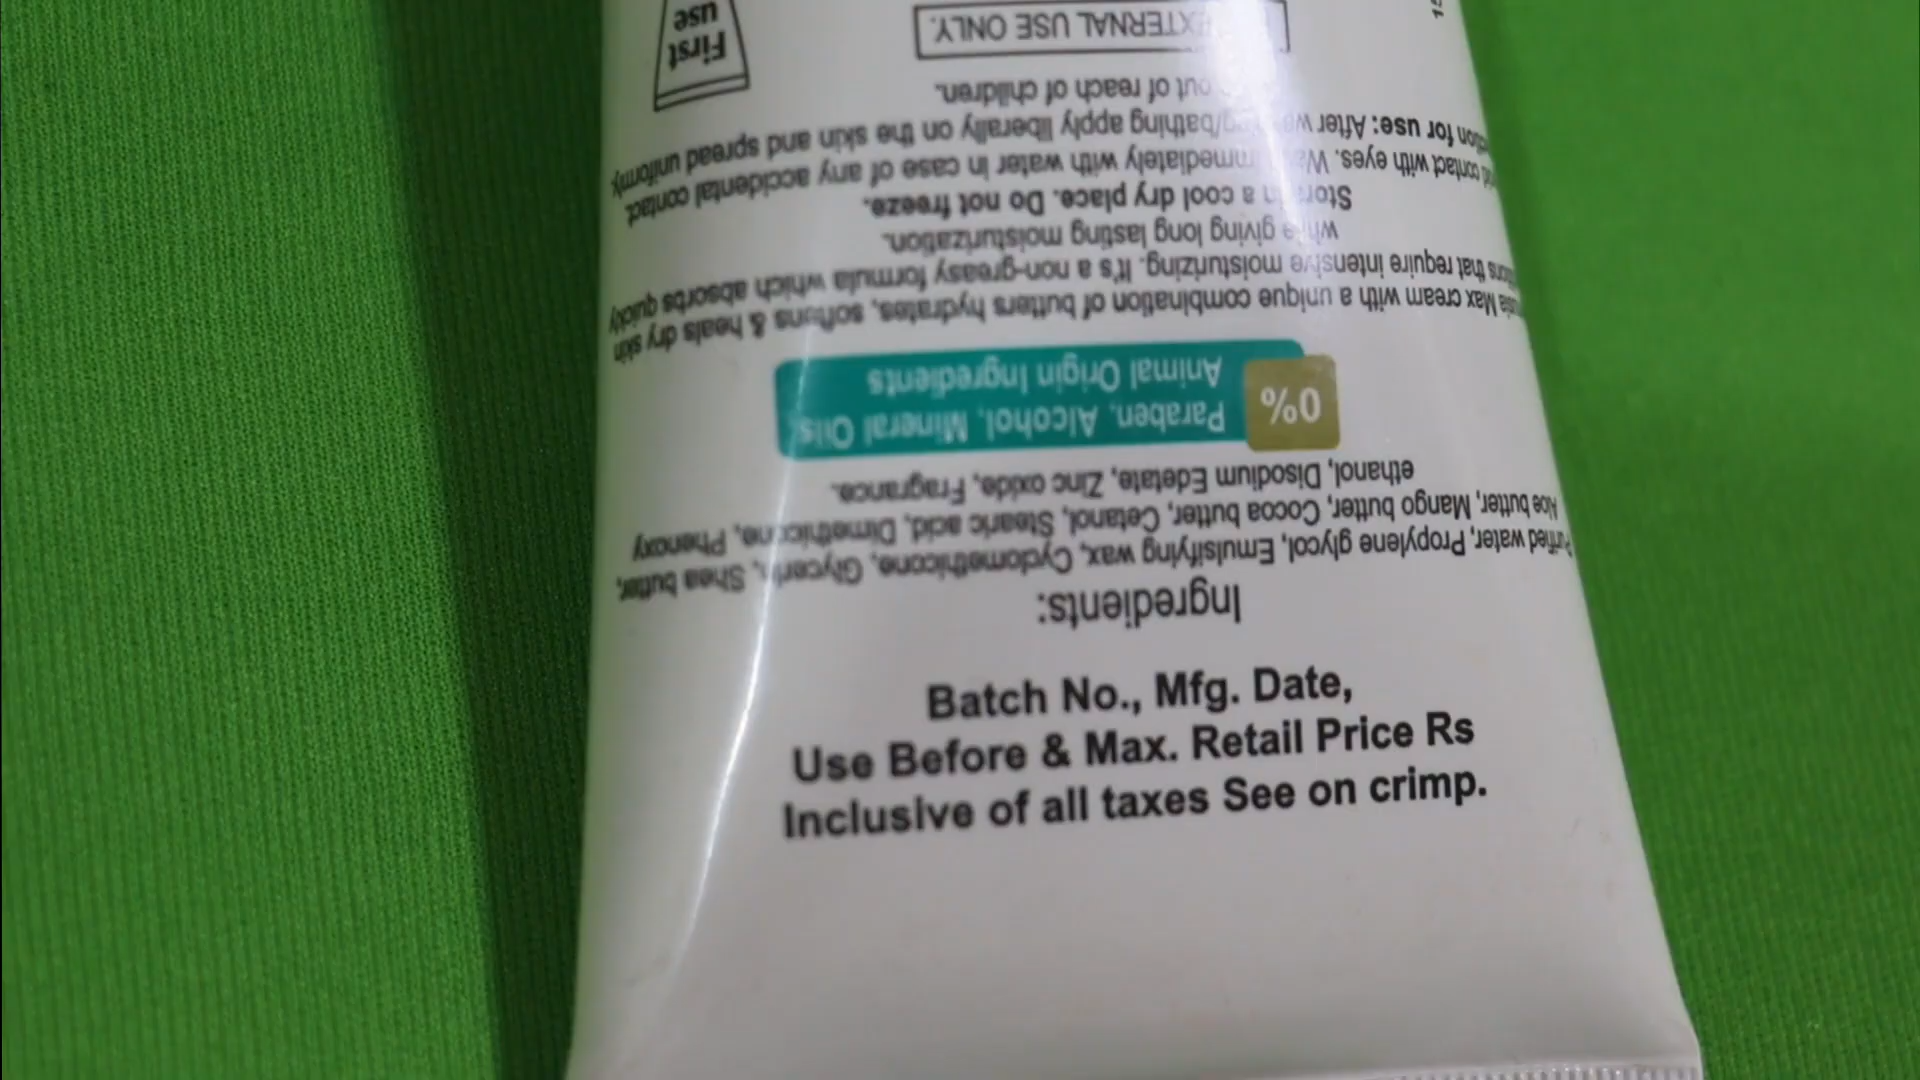 Batch No., Mfg. Date,
Use Before & Max. Retail Price Rs
Inclusive of all taxes See on crimp.
Ingredients:
Purified water, Propylene glycol, Emulsifying wax, Cyclomethicone, Glycerin, Shea butter,
Aloe butter, Mango butter, Cocoa butter, Cetanol, Stearic acid, Dimethicone, Phenoxy
ethanol, Disodium Edetate, Zinc oxide, Fragrance.
0%
Paraben, Alcohol, Mineral Oils,
Animal Origin Ingredients
Max cream with a unique combination of butters hydrates, softens & heals dry skin
that require intensive moisturizing. It's a non-greasy formula which absorbs quickly
while giving long lasting moisturization.
Store in a cool dry place. Do not freeze.
contact with eyes. Wash immediately with water in case of any accidental contact.
for use: After washing/bathing apply liberally on the skin and spread uniformly.
out of reach of children.
EXTERNAL USE ONLY.
First
use